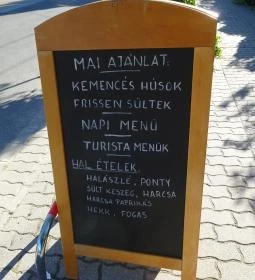 MAI AJÁNLAT:
KEMENCÉS HÚSOK
FRISSEN SÜLTEK
NAPI MENÜ
TURISTA MENÜK
HAL ÉTELEK
HALÁSZLÉ, PONTY
SÜLT KESZEG, HARCSA
HARCSA PAPRIKÁS
HEKK, FOGAS